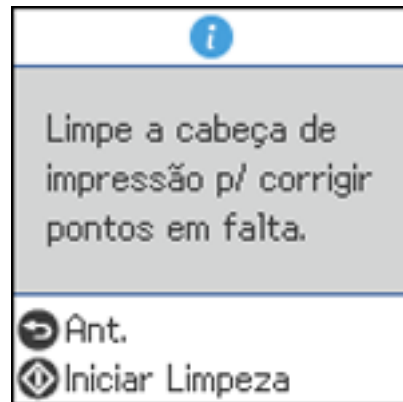 Limpe a cabeça de
impressão p/ corrigir
pontos em falta.
Ant.
Iniciar Limpeza